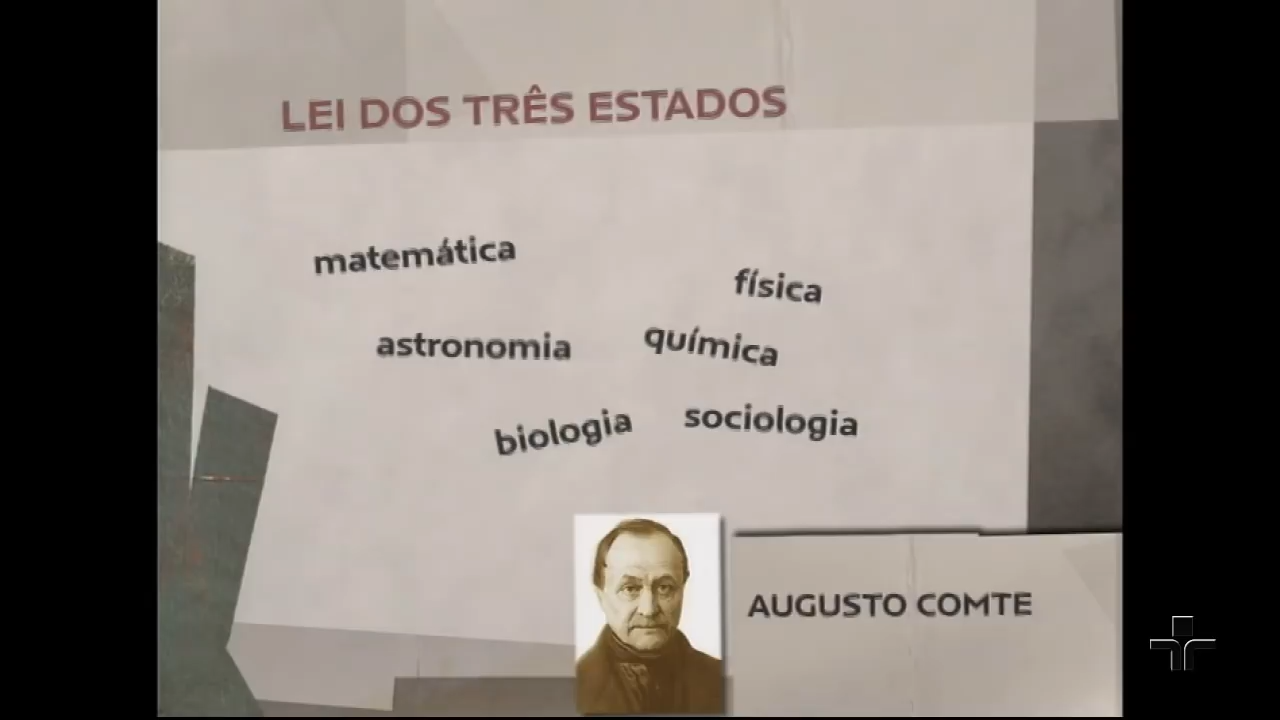 LEI DOS TRÊS ESTADOS
matemática
física
astronomia
química
biologia
sociologia
AUGUSTO COMTE